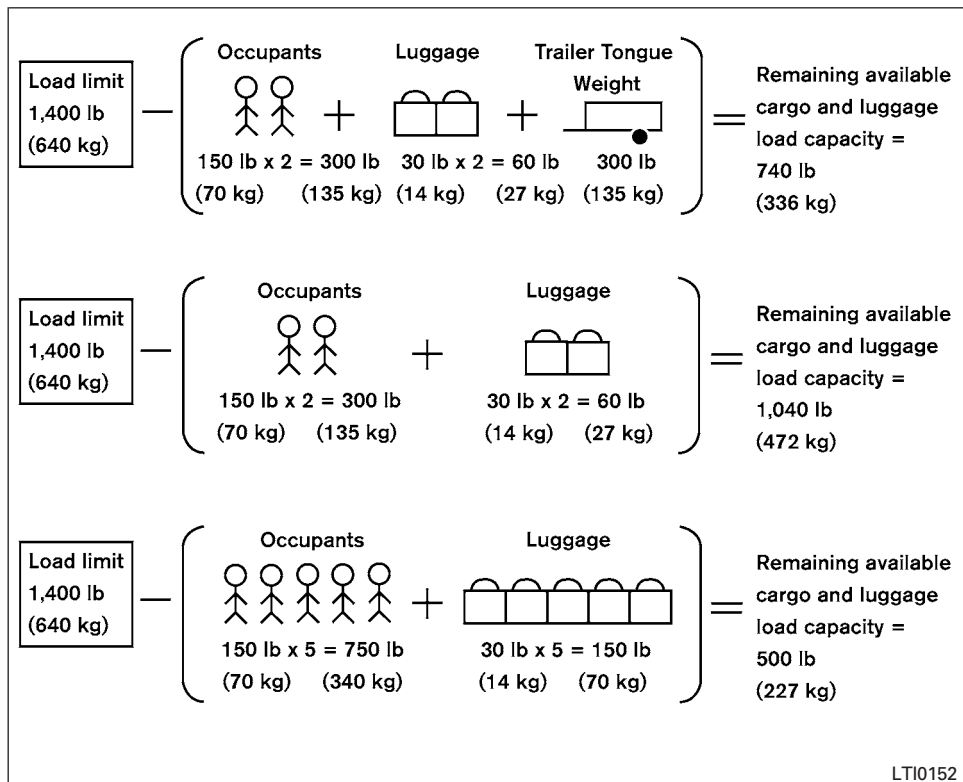 Occupants
Luggage
Trailer Tongue
Weight
Load limit
1,400 lb
(640 kg)
150 lb x 2 = 300 lb
30 lb x 2 = 60 lb
300 lb
(70 kg) (135 kg)
(14 kg) (27 kg)
(135 kg)
Remaining available
cargo and luggage
load capacity =
740 lb
(336 kg)
Occupants
Luggage
Load limit
1,400 lb
(640 kg)
150 lb x 2 = 300 lb
30 lb x 2 = 60 lb
(70 kg) (135 kg)
(14 kg) (27 kg)
Remaining available
cargo and luggage
load capacity =
1,040 lb
(472 kg)
Occupants
Luggage
Load limit
1,400 lb
(640 kg)
150 lb x 5 = 750 lb
30 lb x 5 = 150 lb
(70 kg) (340 kg)
(14 kg) (70 kg)
Remaining available
cargo and luggage
load capacity =
500 lb
(227 kg)
LTI0152